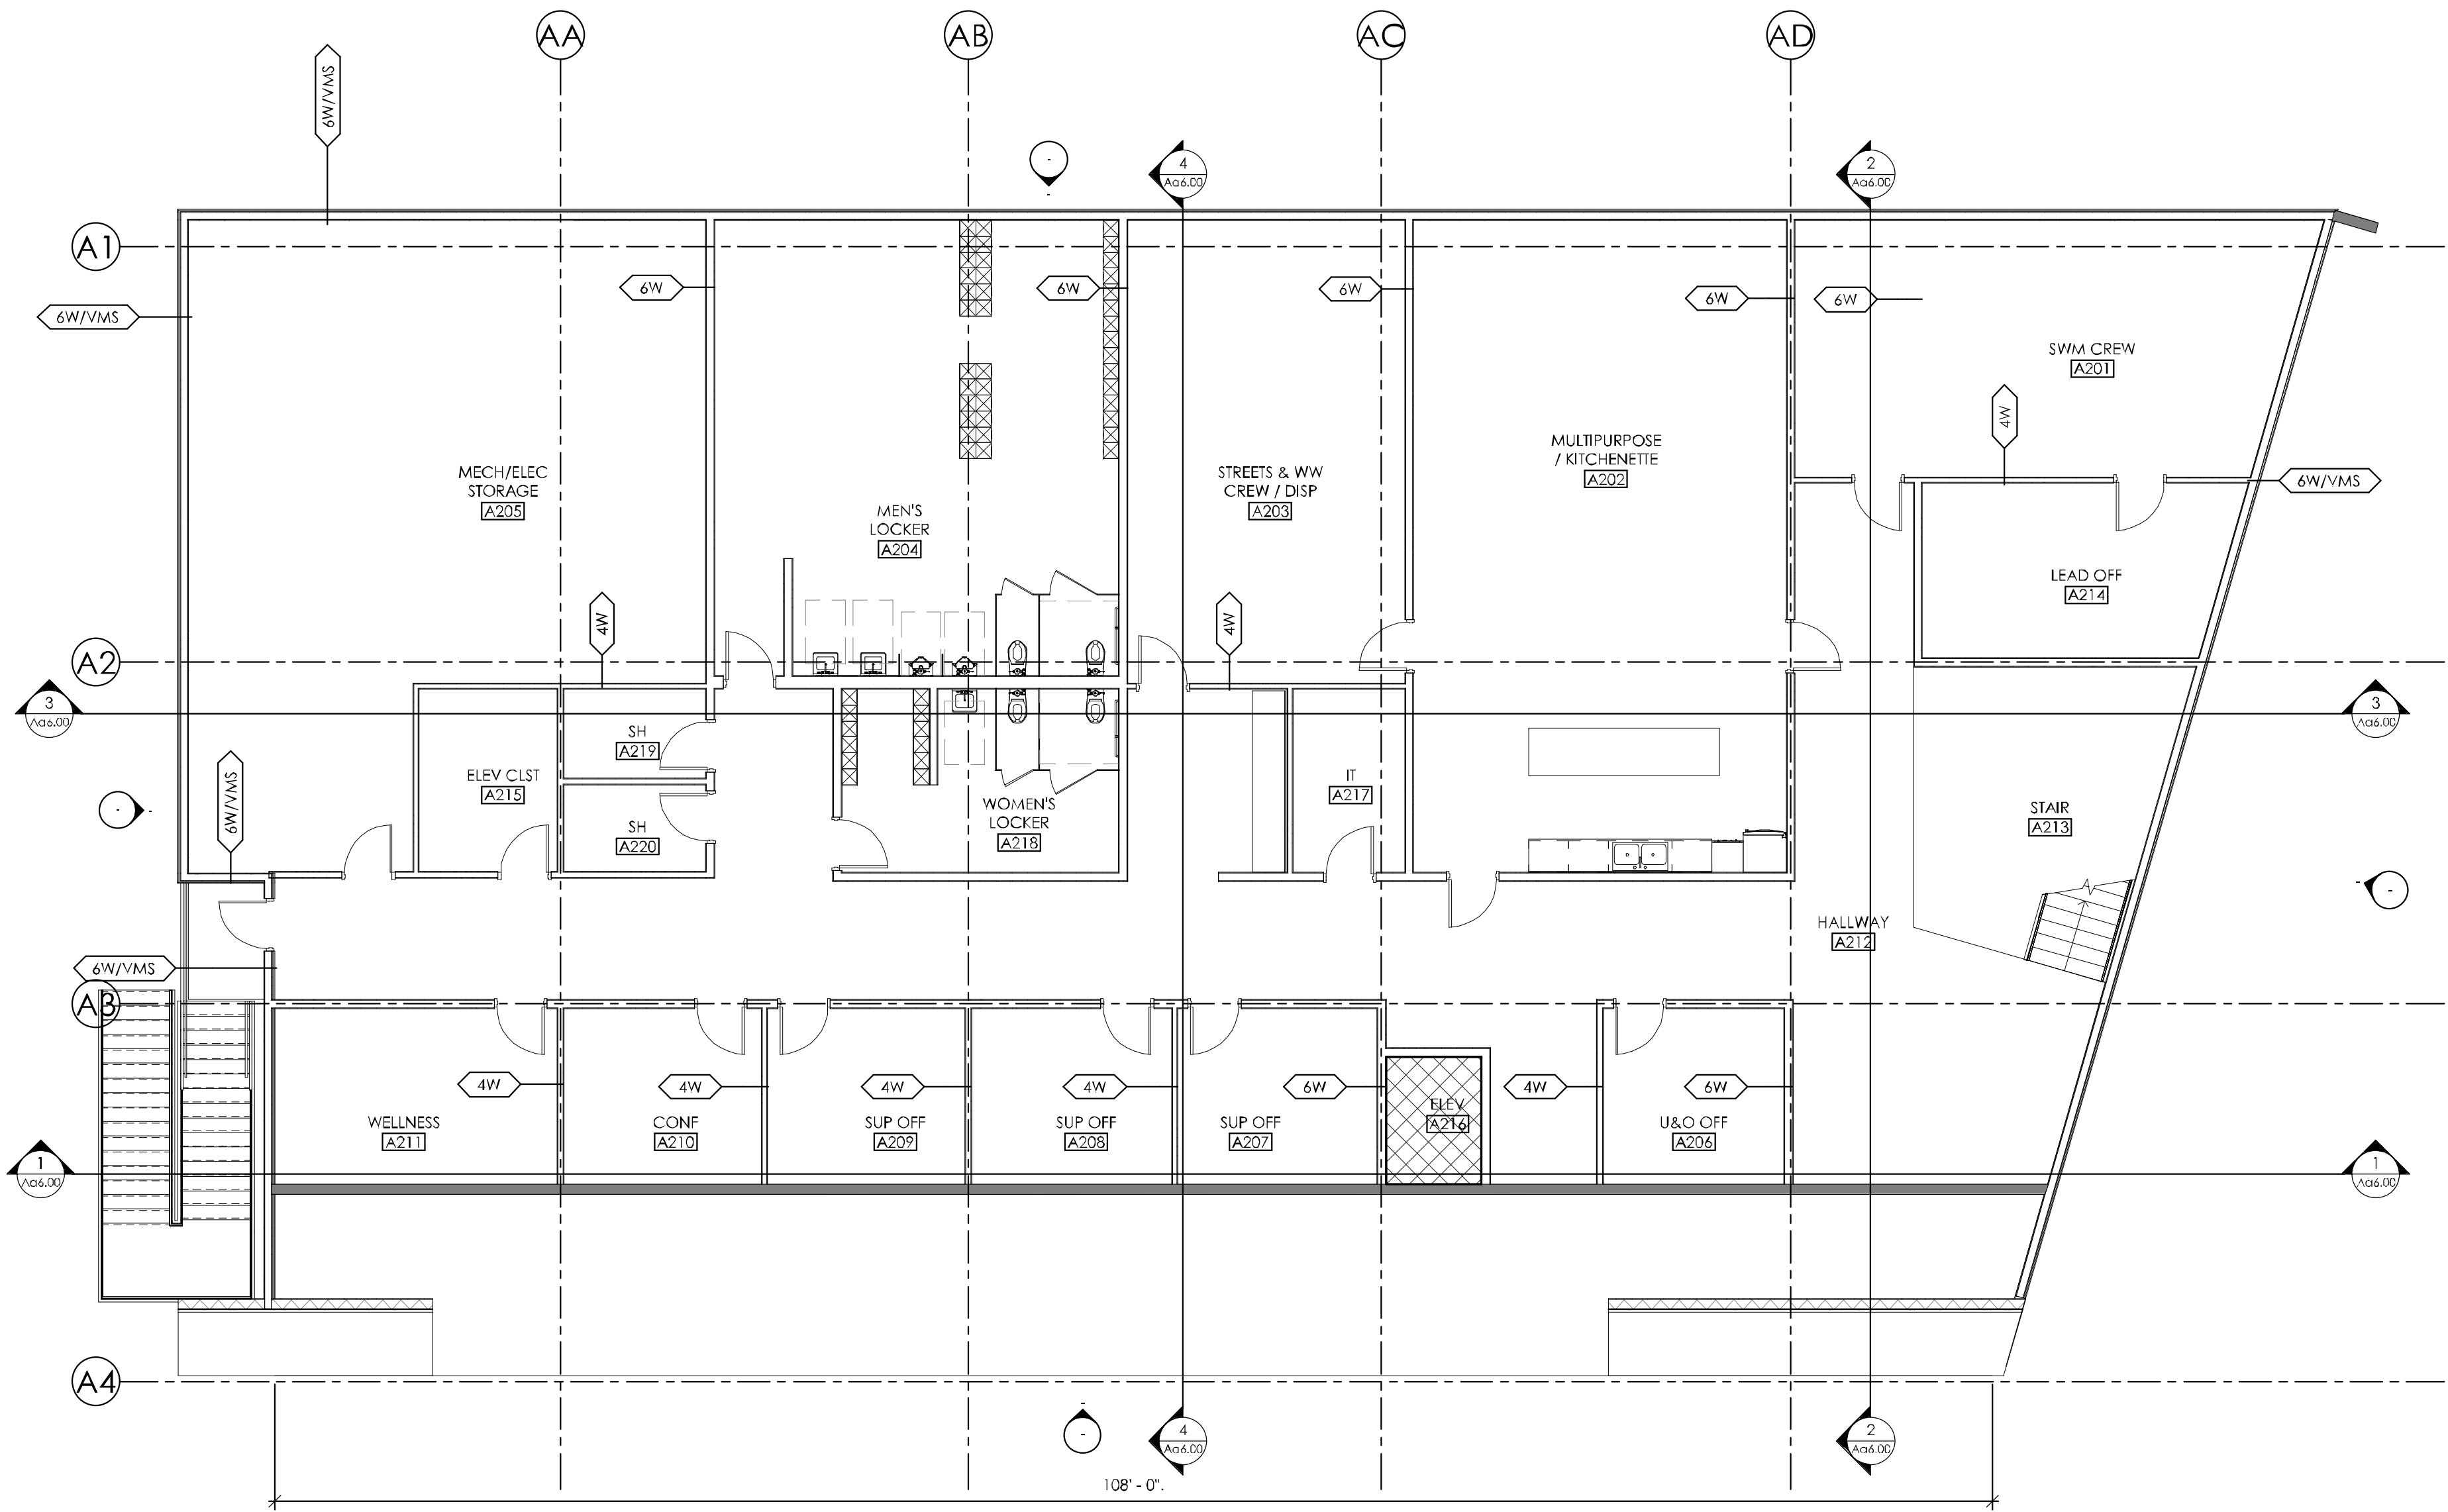 AA
AB
AC
AD
6W/VMS
-
-
4
Aa6.00
2
Aa6.00
A1
6W/VMS
6W
6W
6W
6W
6W
SWM CREW
A201
4W
MULTIPURPOSE
/ KITCHENETTE
A202
MECH/ELEC
STORAGE
A205
STREETS & WW
CREW / DISP
A203
6W/VMS
MEN'S
LOCKER
A204
LEAD OFF
A214
4W
4W
A2
3
Aa6.00
3
Aa6.00
SH
A219
ELEV CLST
A215
IT
A217
6W/VMS
-
-
WOMEN'S
LOCKER
A218
STAIR
A213
SH
A220
-
-
HALLWAY
A212
6W/VMS
A3
4W
4W
4W
4W
6W
4W
6W
ELEV
A216
WELLNESS
A211
CONF
A210
SUP OFF
A209
SUP OFF
A208
SUP OFF
A207
U&O OFF
A206
1
Aa6.00
1
Aa6.00
A4
-
-
4
Aa6.00
2
Aa6.00
108' - 0".